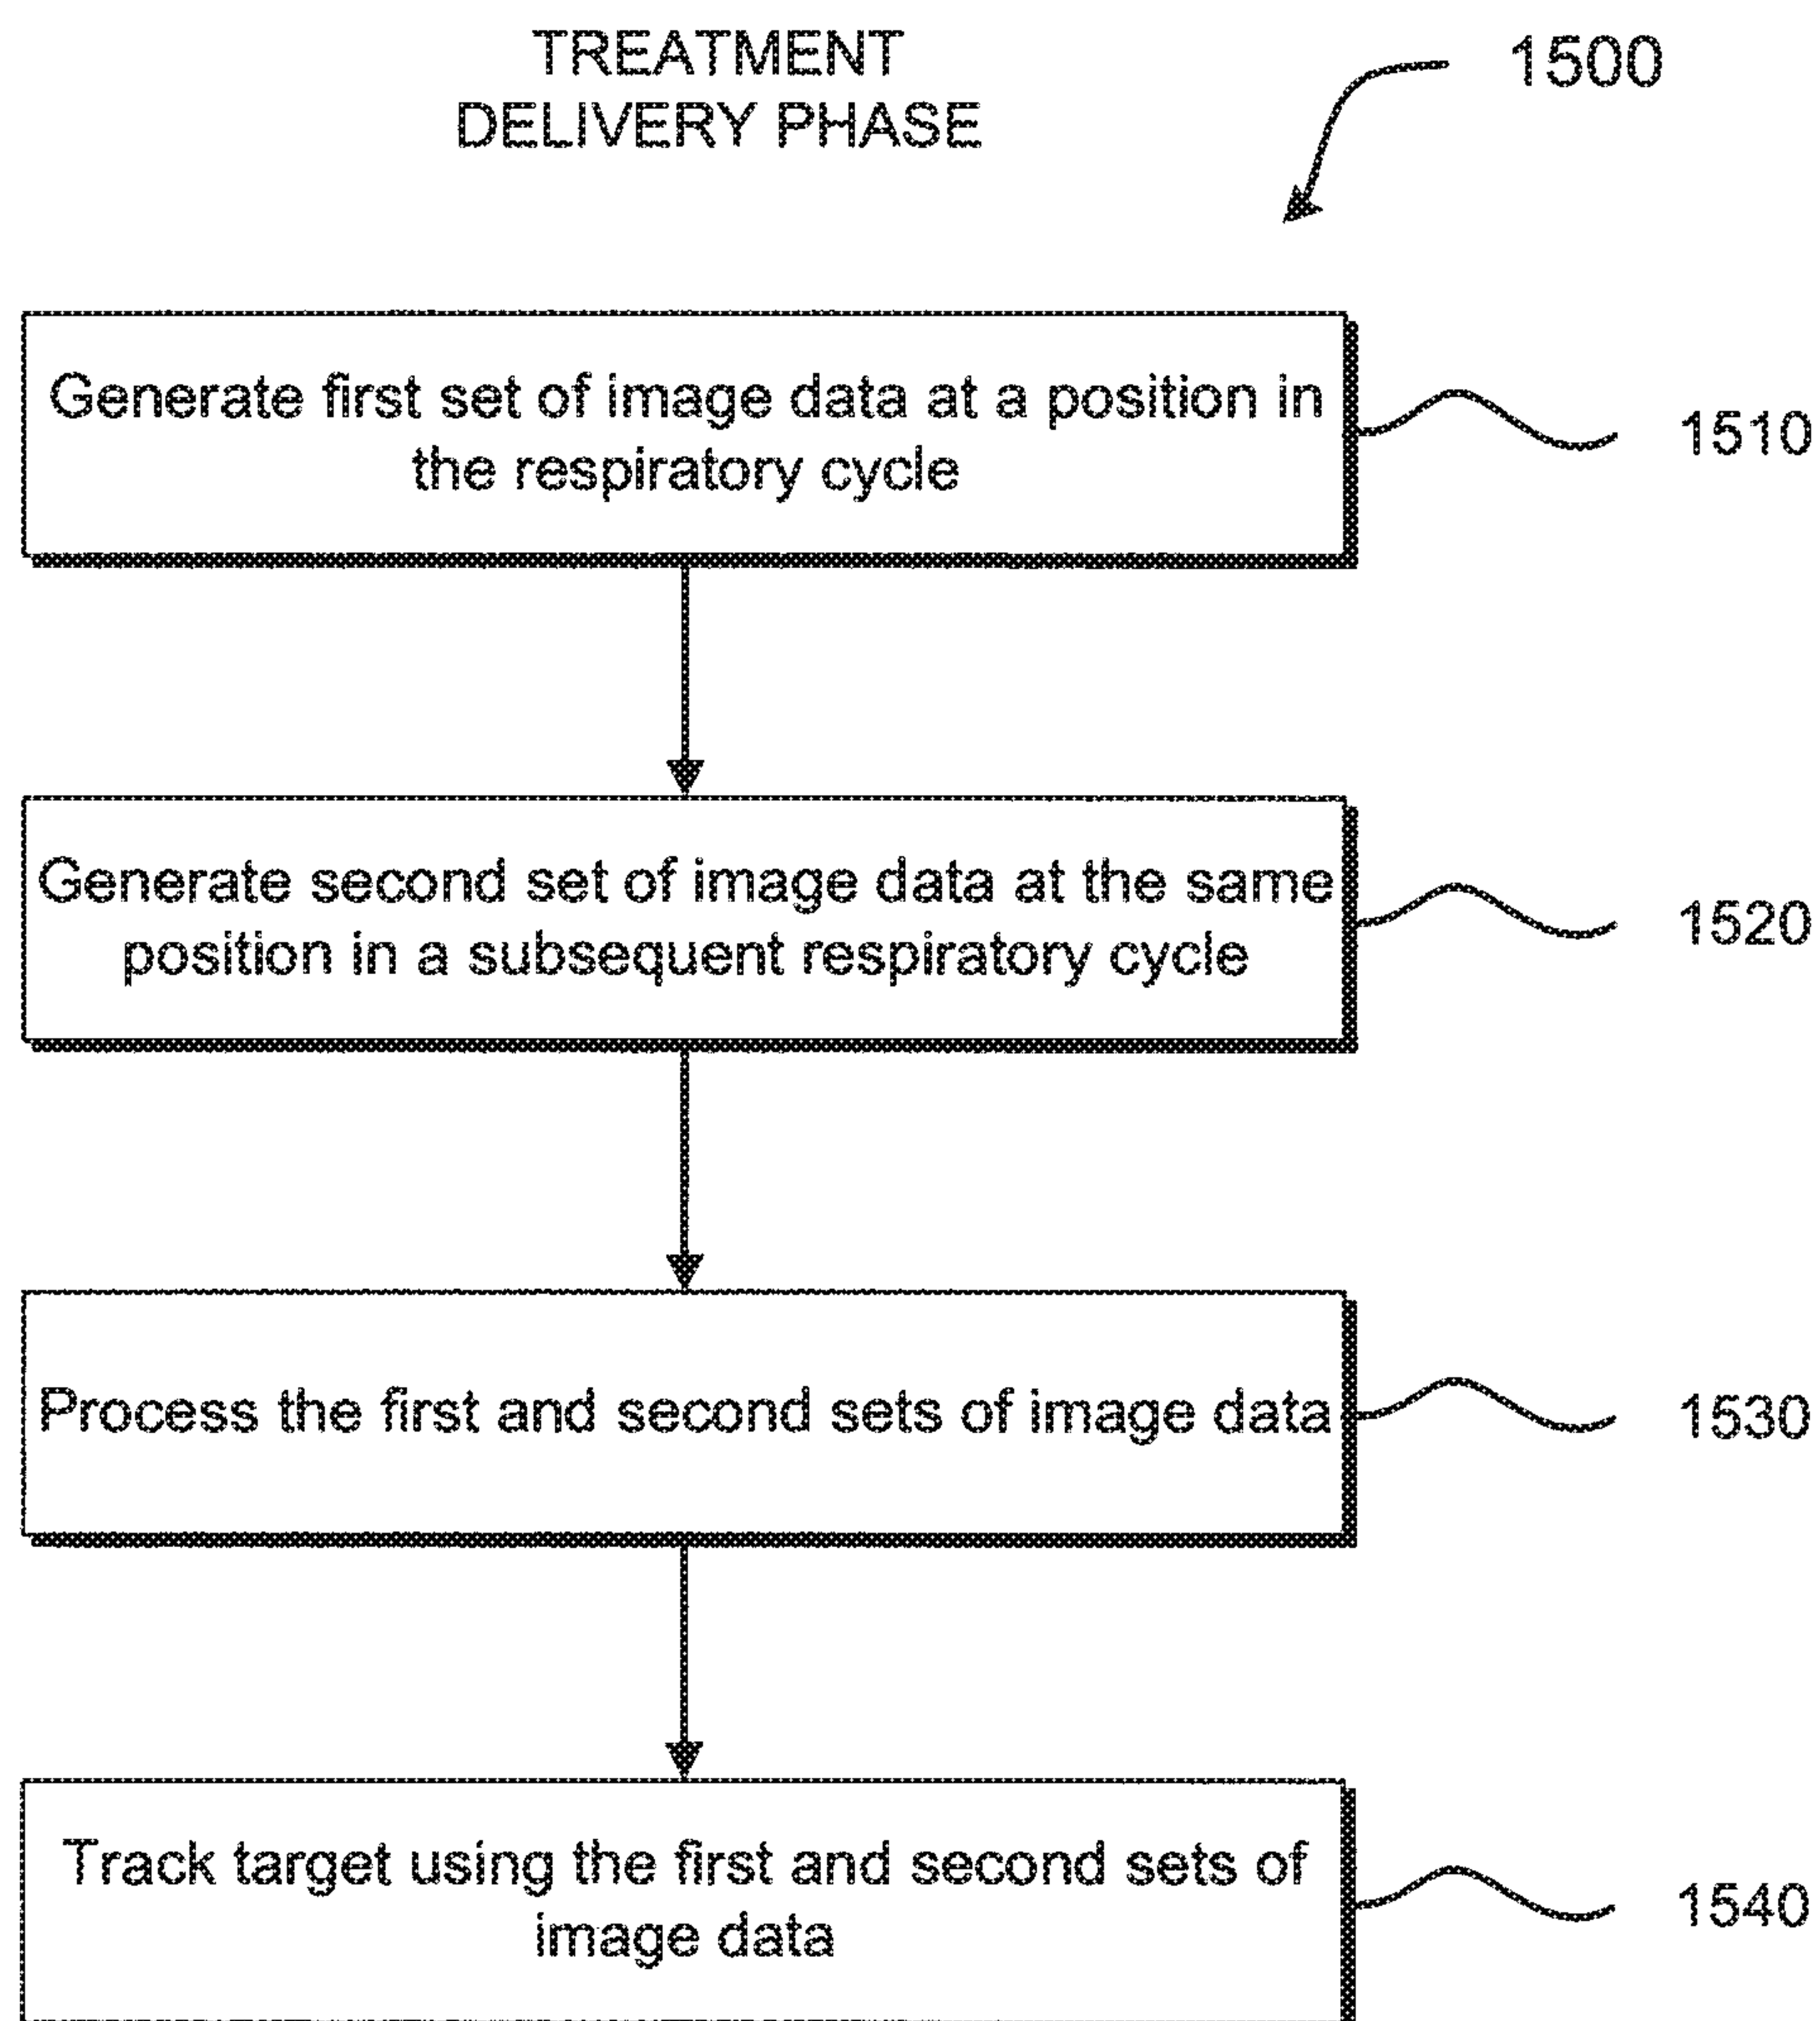 TREATMENT
DELIVERY PHASE
1500
Generate first set of image data at a position in
the respiratory cycle
1510
Generate second set of image data at the same
position in a subsequent respiratory cycle
1520
Process the first and second sets of image data
1530
Track target using the first and second sets of
image data
1540